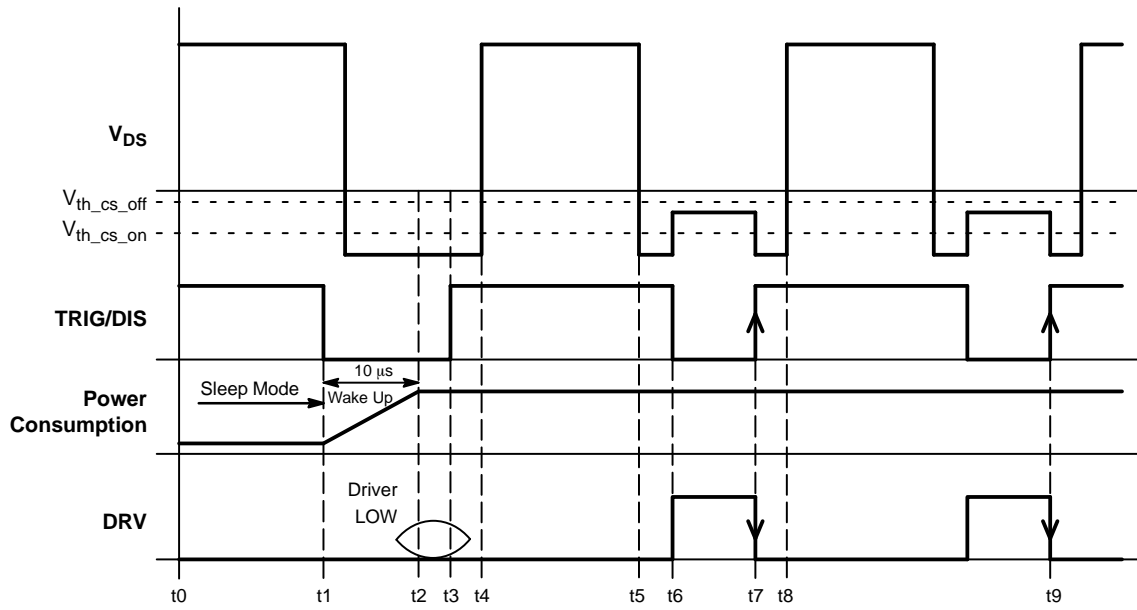 V_DS
V_th_cs_off
V_th_cs_on
TRIG/DIS
10 μs
Sleep Mode
Wake Up
Power
Consumption
Driver
LOW
DRV
t0 t1 t2 t3 t4 t5 t6 t7 t8 t9